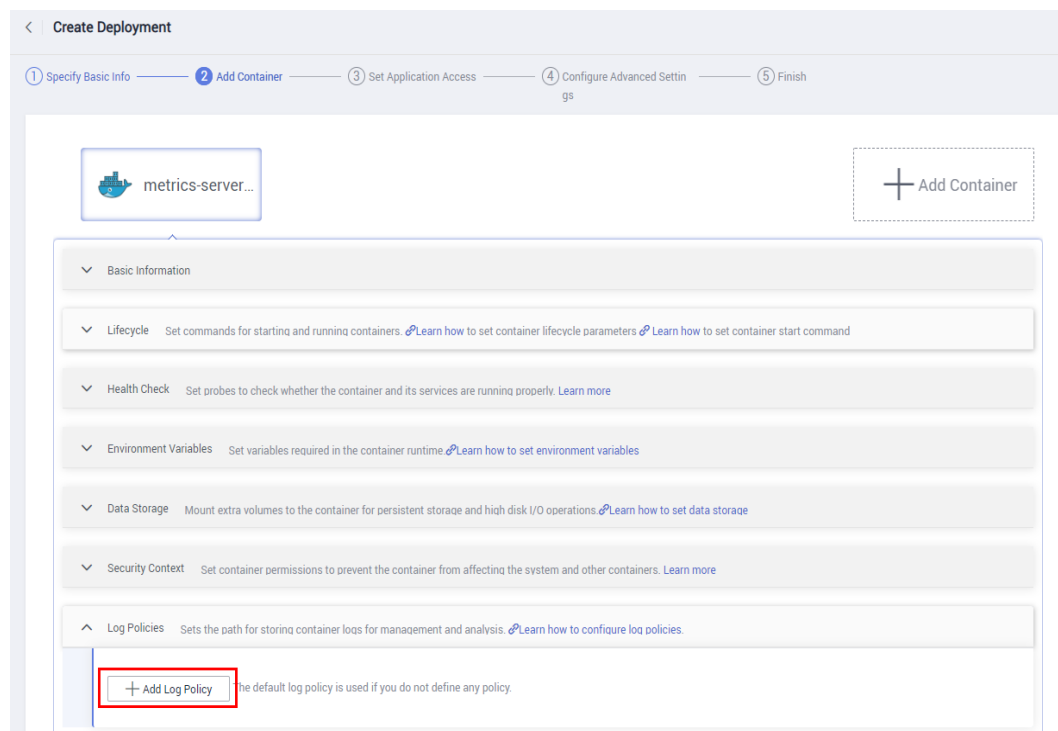 Create Deployment
1 Specify Basic Info 2 Add Container 3 Set Application Access 4 Configure Advanced Settin
gs 5 Finish
metrics-server...
Add Container
Basic Information
Lifecycle Set commands for starting and running containers. Learn how to set container lifecycle parameters Learn how to set container start command
Health Check Set probes to check whether the container and its services are running properly. Learn more
Environment Variables Set variables required in the container runtime. Learn how to set environment variables
Data Storage Mount extra volumes to the container for persistent storage and high disk I/O operations. Learn how to set data storage
Security Context Set container permissions to prevent the container from affecting the system and other containers. Learn more
Log Policies Sets the path for storing container logs for management and analysis. Learn how to configure log policies.
Add Log Policy The default log policy is used if you do not define any policy.